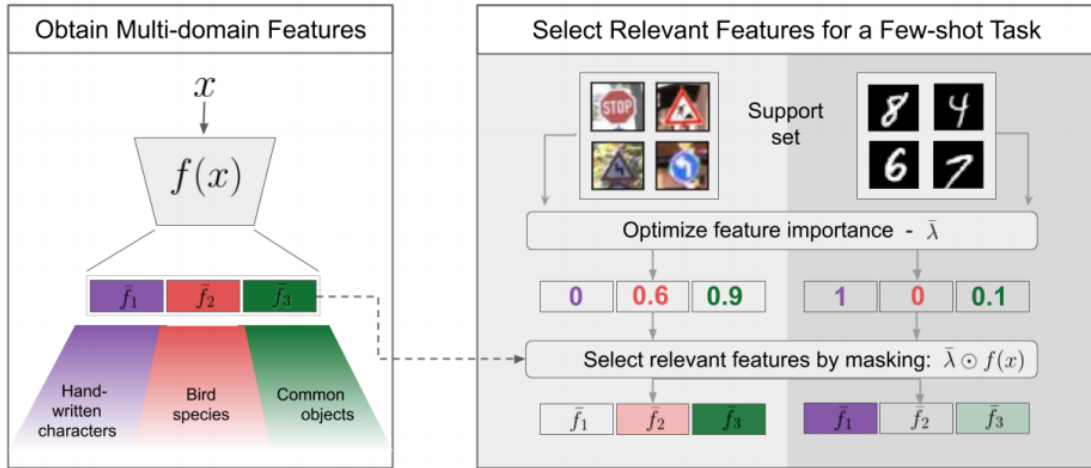 Obtain Multi-domain Features
x
f(x)
f̄₁ f̄₂ f̄₃
Hand-
written
characters
Bird
species
Common
objects
Select Relevant Features for a Few-shot Task
STOP
Support
set
8 4
6 7
Optimize feature importance - λ̄
0 0.6 0.9
1 0 0.1
Select relevant features by masking: λ̄ ⊙ f(x)
f̄₁ f̄₂ f̄₃
f̄₁ f̄₂ f̄₃